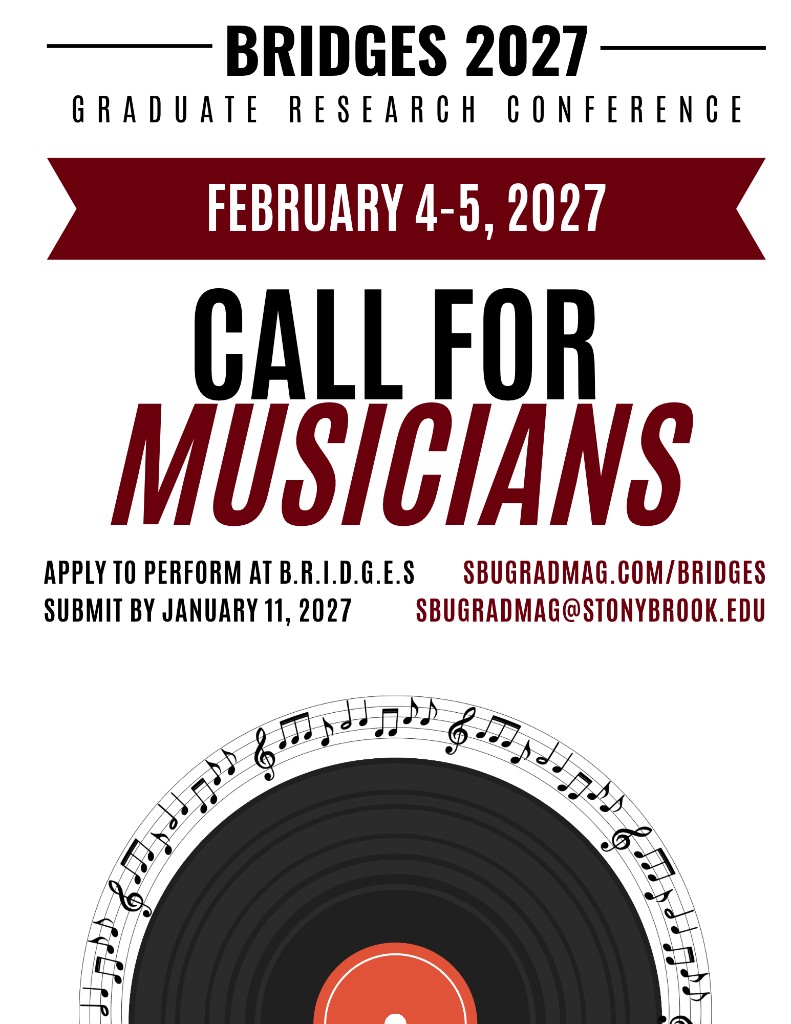 BRIDGES 2027
GRADUATE RESEARCH CONFERENCE
FEBRUARY 4-5, 2027
CALL FOR
MUSICIANS
APPLY TO PERFORM AT B.R.I.D.G.E.S
SUBMIT BY JANUARY 11, 2027
SBUGRADMAG.COM/BRIDGES
SBUGRADMAG@STONYBROOK.EDU